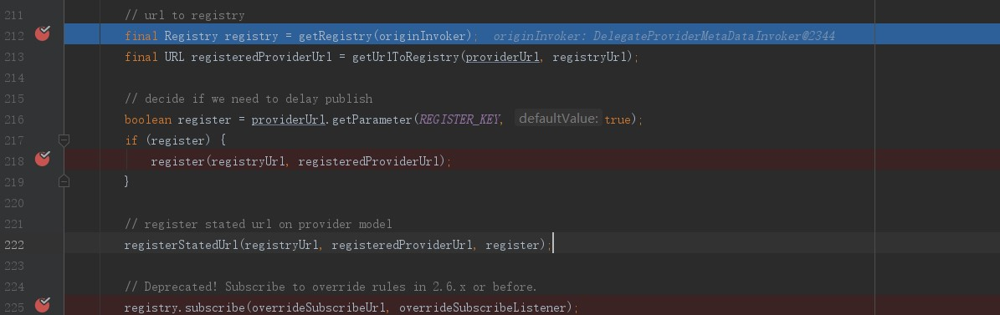 211 // url to registry
212 final Registry registry = getRegistry(originInvoker); originInvoker: DelegateProviderMetaDataInvoker@2344
213 final URL registeredProviderUrl = getUrlToRegistry(providerUrl, registryUrl);
214
215 // decide if we need to delay publish
216 boolean register = providerUrl.getParameter(REGISTER_KEY, defaultValue: true);
217 if (register) {
218 register(registryUrl, registeredProviderUrl);
219 }
220
221 // register stated url on provider model
222 registerStatedUrl(registryUrl, registeredProviderUrl, register);
223
224 // Deprecated! Subscribe to override rules in 2.6.x or before.
225 registry.subscribe(overrideSubscribeUrl, overrideSubscribeListener);